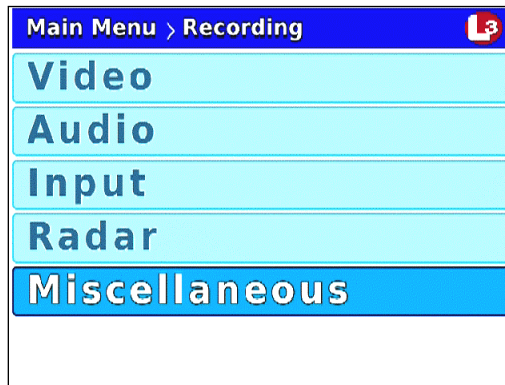 Main Menu > Recording L3
Video
Audio
Input
Radar
Miscellaneous